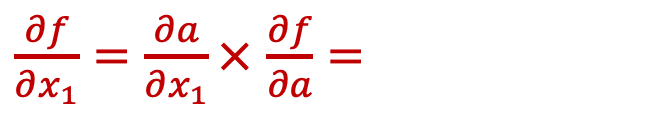 ∂f/∂x₁ = ∂a/∂x₁ × ∂f/∂a =